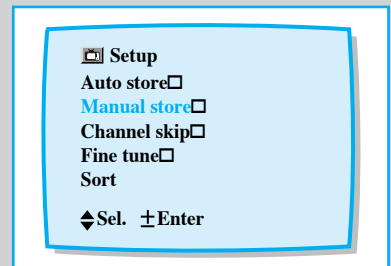 Setup
Auto store□
Manual store□
Channel skip□
Fine tune□
Sort
Sel. ±Enter